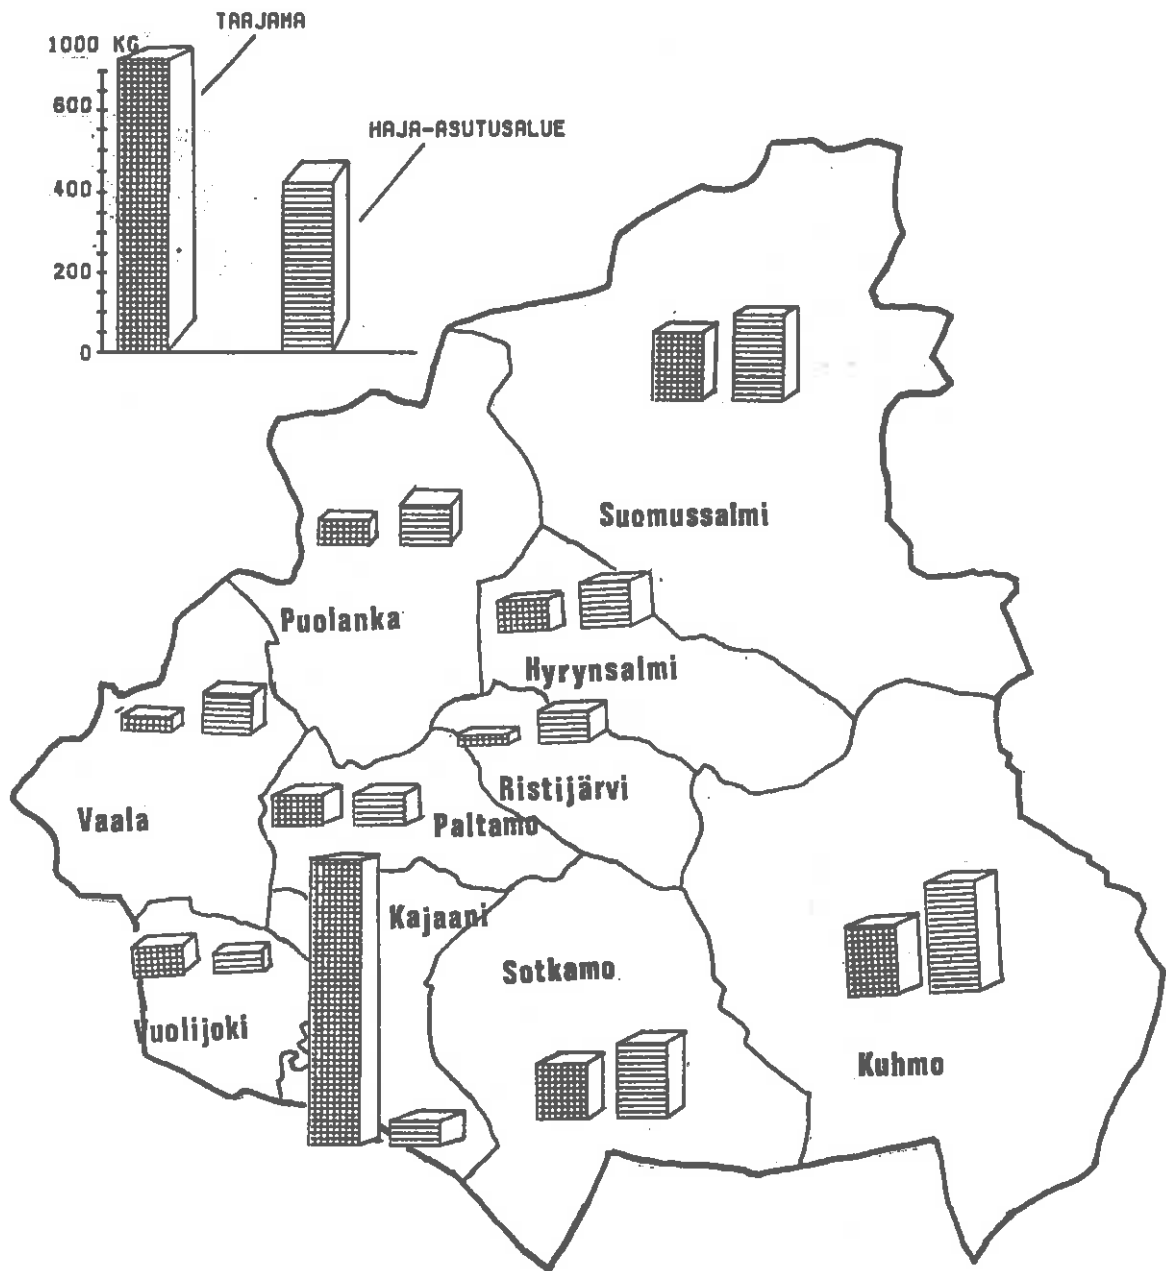 TAAJAMA
1000 KG
600
HAJA-ASUTUSALUE
400
200
0
Suomussalmi
Puolanka
Hyrynsalmi
Ristijärvi
Vaala
Paltamo
Kajaani
Sotkamo
Vuolijoki
Kuhmo